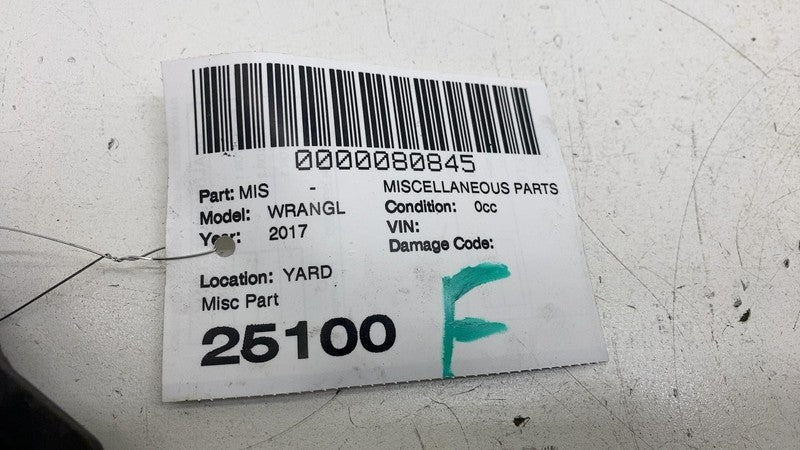 0000080845
Part: MIS - MISCELLANEOUS PARTS
Model: WRANGL Condition: 0cc
Year: 2017 VIN:
Damage Code:
Location: YARD
Misc Part
25100 F